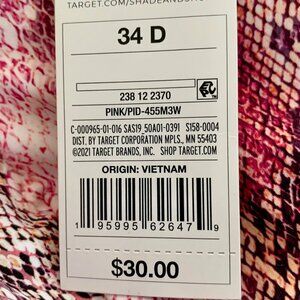 TARGET.COM/SHADEANDSHORE
34 D
238 12 2370
PINK/PID-455M3W
C-000965-01-016 SAS19_50A01-0391 S158-0004
DIST. BY TARGET CORPORATION MPLS., MN 55403
©2021 TARGET BRANDS, INC. SHOP TARGET.COM
ORIGIN: VIETNAM
1 95995 62647 9
$30.00